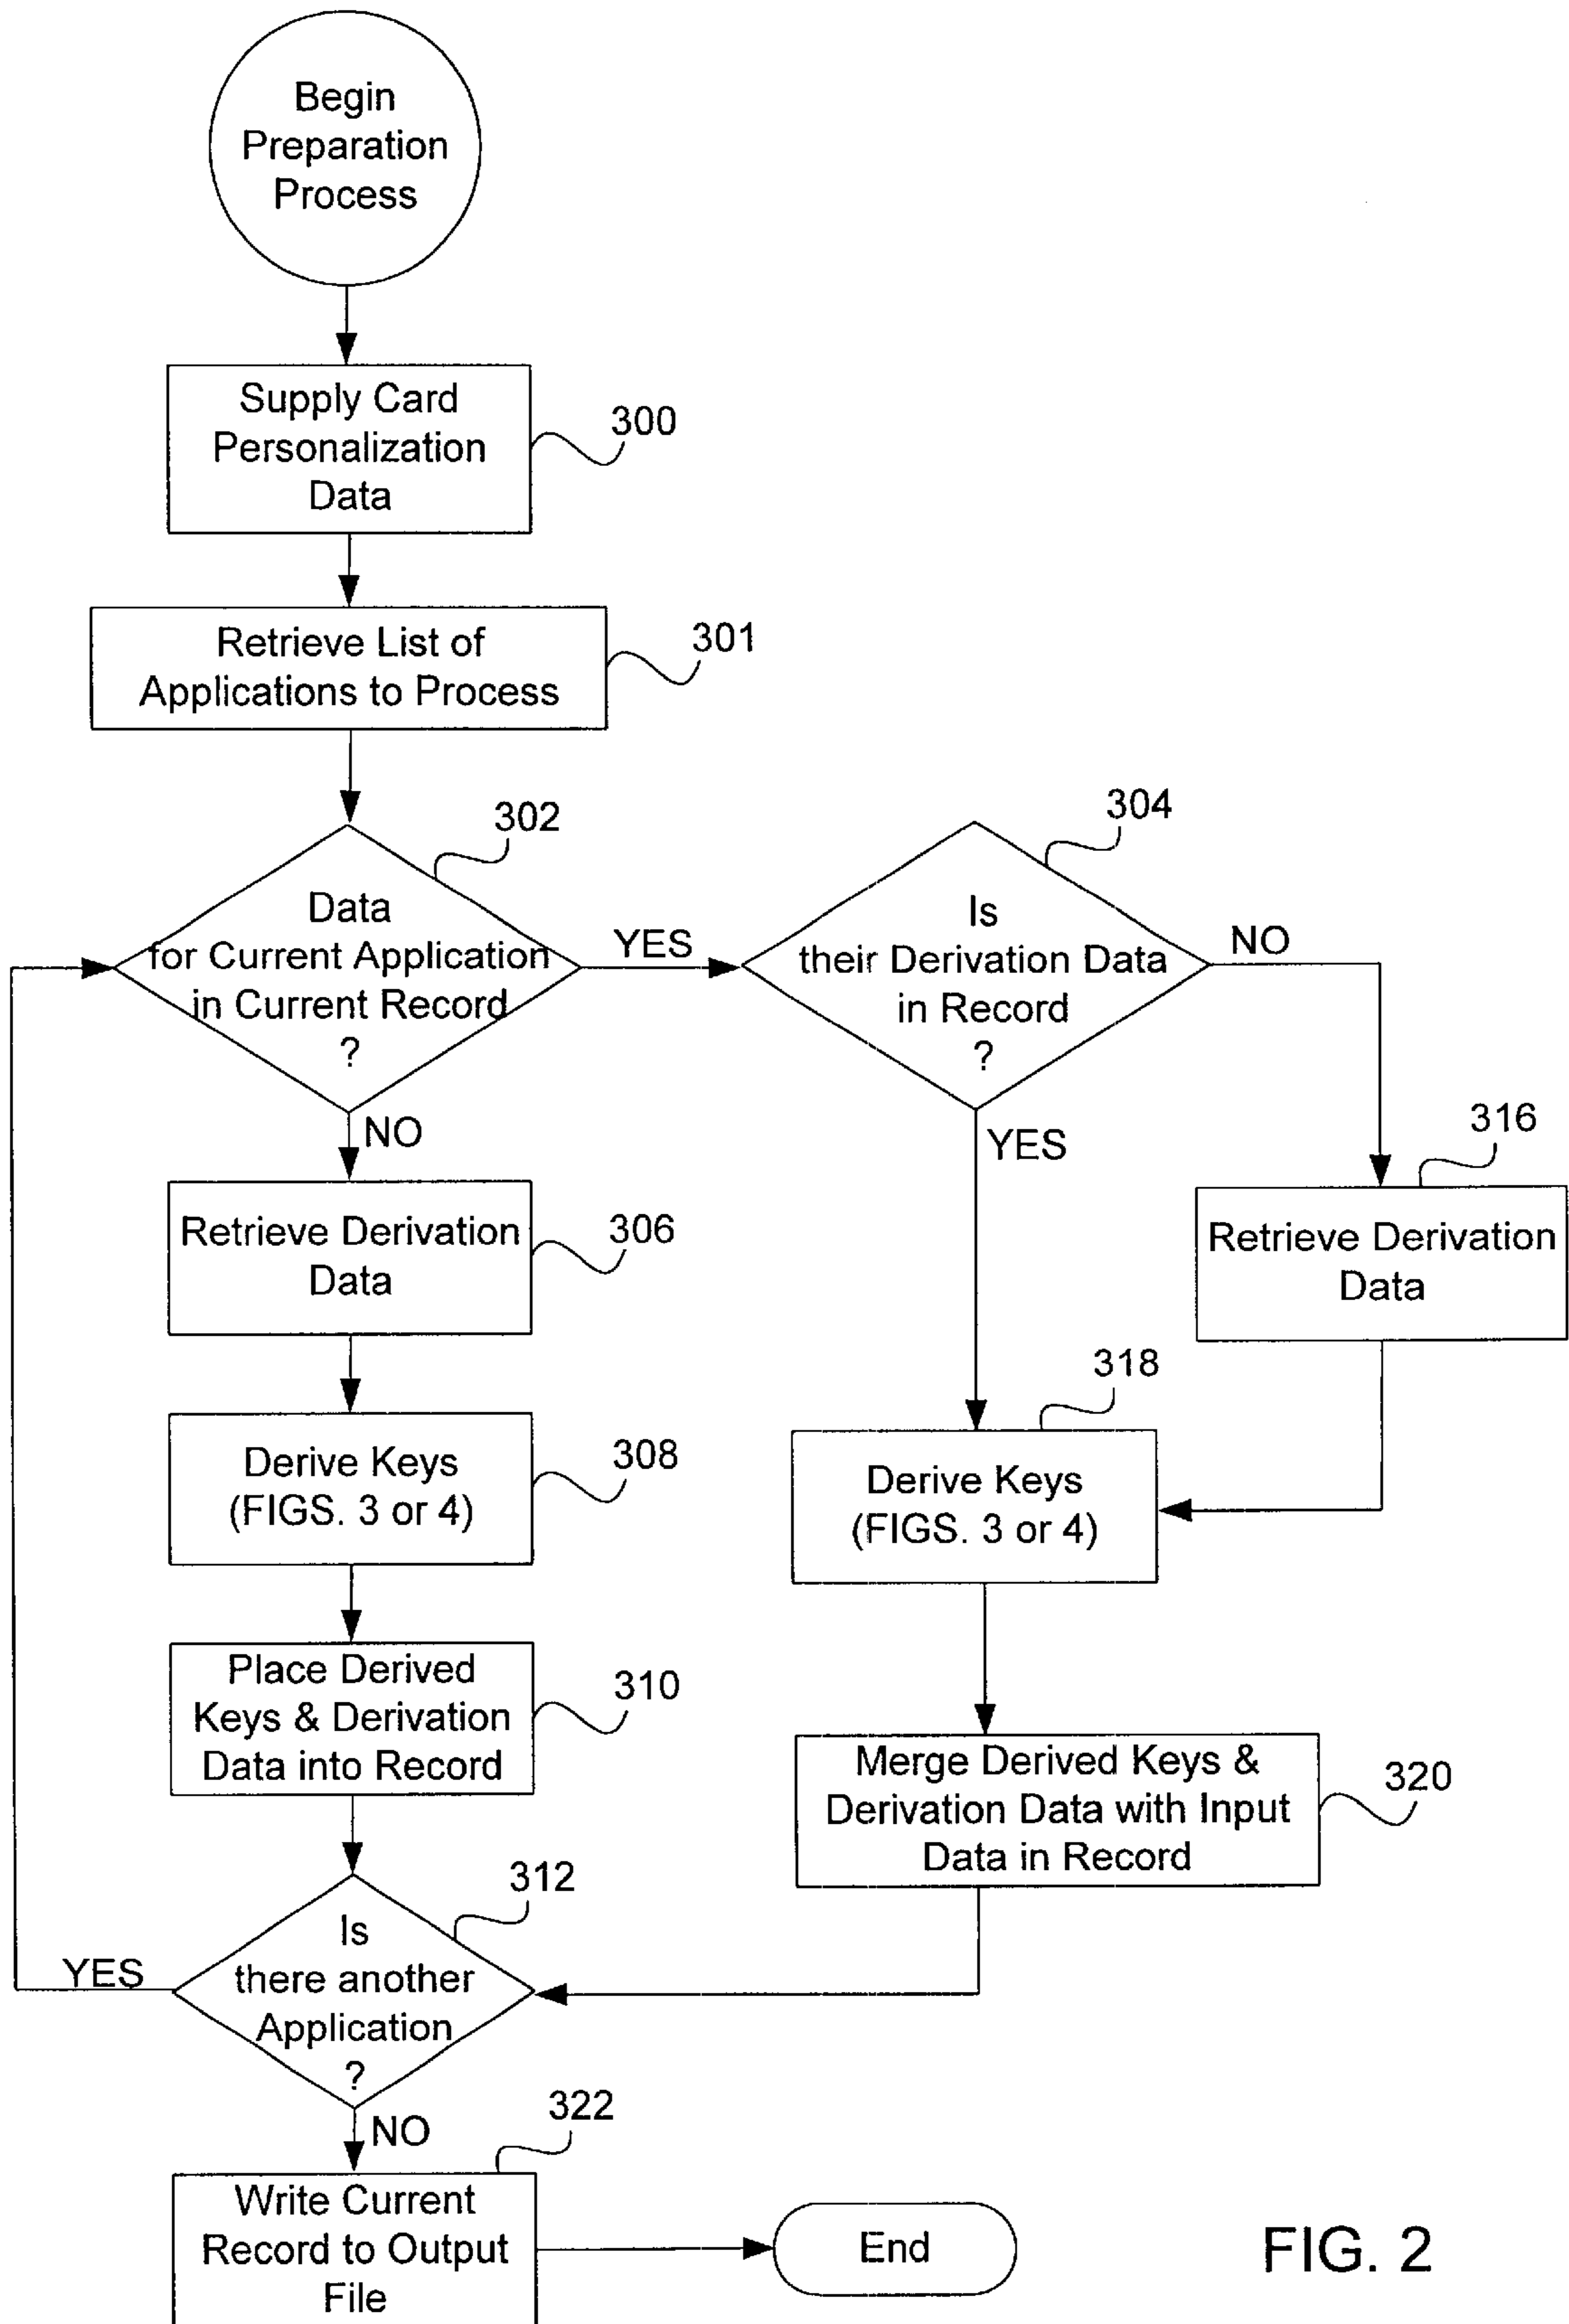 Begin
Preparation
Process
Supply Card
Personalization
Data
300
Retrieve List of
Applications to Process
301
302
Data
for Current Application
in Current Record
?
YES
NO
304
Is
their Derivation Data
in Record
?
NO
YES
316
Retrieve Derivation
Data
Retrieve Derivation
Data
306
318
Derive Keys
(FIGS. 3 or 4)
308
Derive Keys
(FIGS. 3 or 4)
Place Derived
Keys & Derivation
Data into Record
310
Merge Derived Keys &
Derivation Data with Input
Data in Record
320
312
Is
there another
Application
?
YES
NO
322
Write Current
Record to Output
File
End
FIG. 2